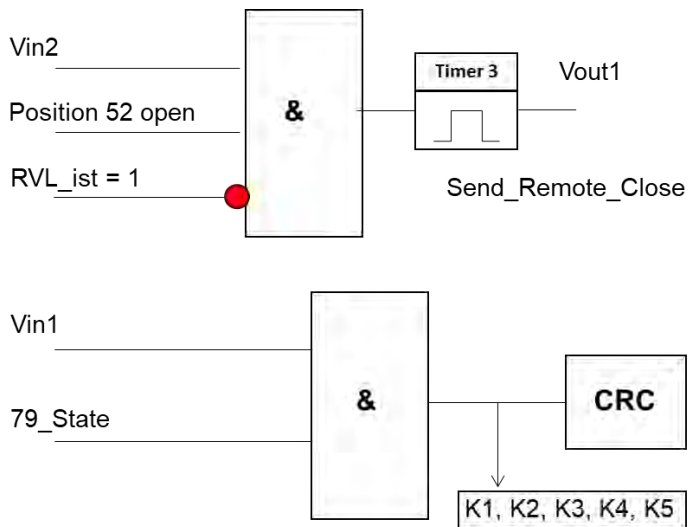 Vin2
Position 52 open
RVL_ist = 1
&
Timer 3
Vout1
Send_Remote_Close
Vin1
79_State
&
CRC
K1, K2, K3, K4, K5